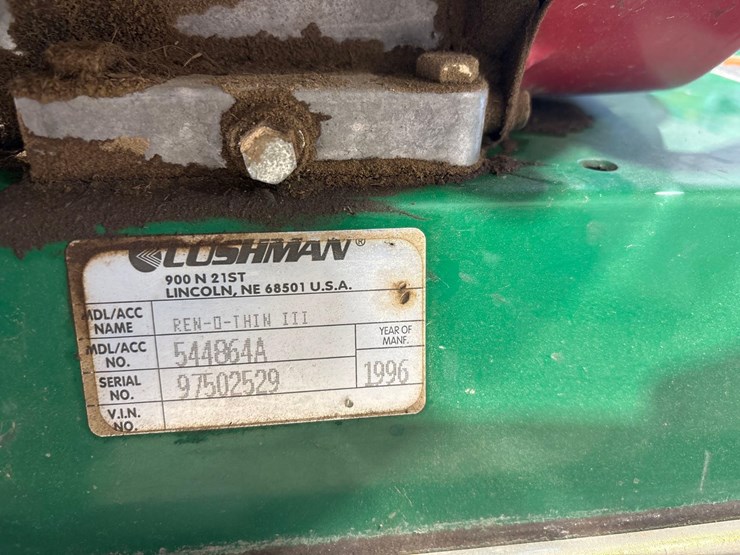 CUSHMAN®
900 N 21ST
LINCOLN, NE 68501 U.S.A.
MDL/ACC NAME REN-O-THIN III
MDL/ACC NO. 544864A
YEAR OF MANF. 1996
SERIAL NO. 97502529
V.I.N. NO.